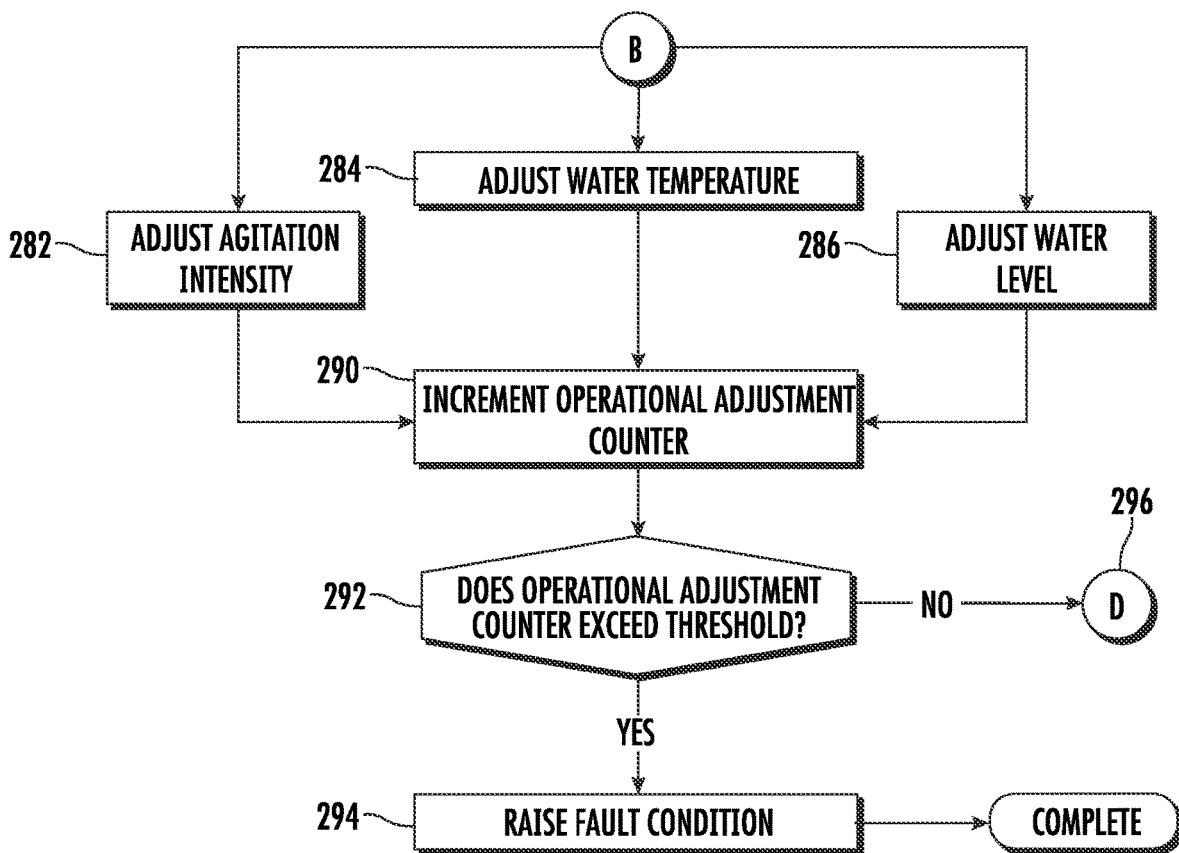 B
284
ADJUST WATER TEMPERATURE
282
ADJUST AGITATION
INTENSITY
286
ADJUST WATER
LEVEL
290
INCREMENT OPERATIONAL ADJUSTMENT
COUNTER
296
292
DOES OPERATIONAL ADJUSTMENT
COUNTER EXCEED THRESHOLD?
NO
D
YES
294
RAISE FAULT CONDITION
COMPLETE